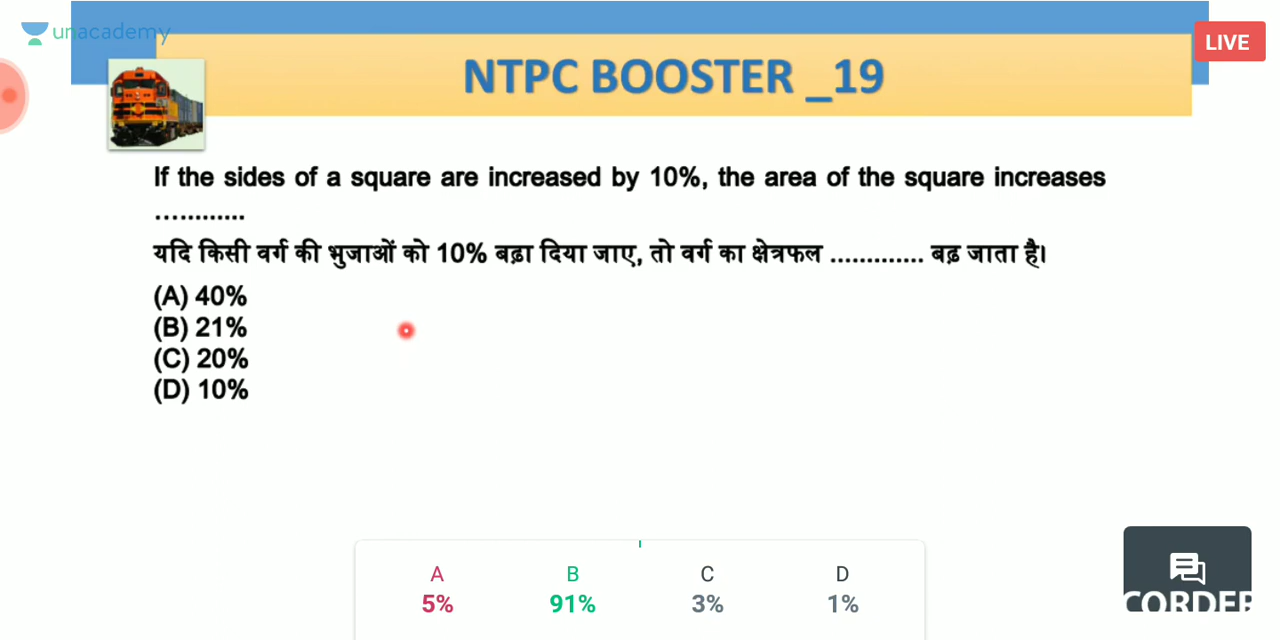 unacademy
LIVE
NTPC BOOSTER _19
If the sides of a square are increased by 10%, the area of the square increases
............
यदि किसी वर्ग की भुजाओं को 10% बढ़ा दिया जाए, तो वर्ग का क्षेत्रफल ............. बढ़ जाता है।
(A) 40%
(B) 21%
(C) 20%
(D) 10%
A B C D
5% 91% 3% 1%
CORDER